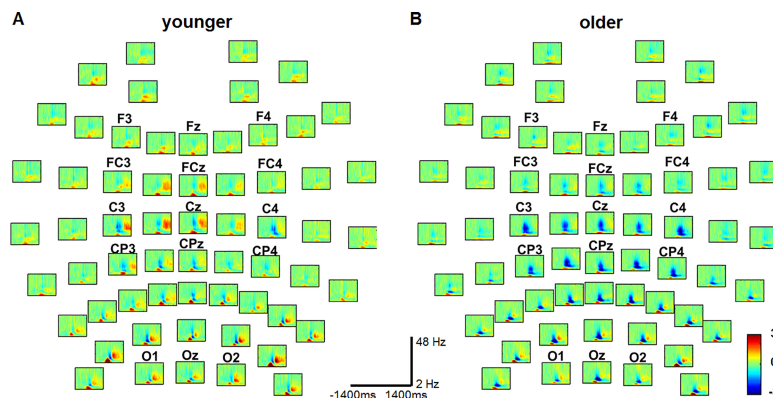 A younger
B older
F3 Fz F4
F3 Fz F4
FC3 FCz FC4
FC3 FCz FC4
C3 Cz C4
C3 Cz C4
CP3 CPz CP4
CP3 CPz CP4
O1 Oz O2
O1 Oz O2
48 Hz
2 Hz
-1400ms 1400ms
3